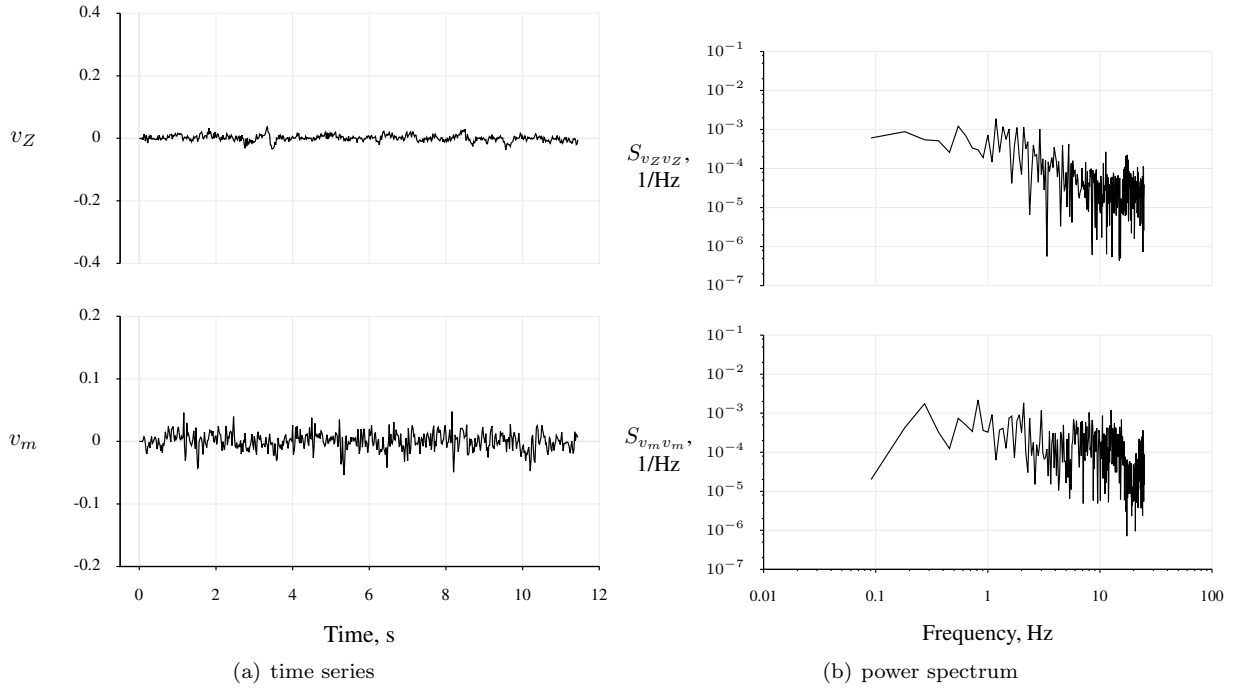 0.4
0.2
0
-0.2
-0.4
v_Z
0.2
0.1
0
-0.1
-0.2
v_m
0 2 4 6 8 10 12
Time, s
(a) time series
10^{-1}
10^{-2}
10^{-3}
10^{-4}
10^{-5}
10^{-6}
10^{-7}
S_{v_Z v_Z},
1/Hz
10^{-1}
10^{-2}
10^{-3}
10^{-4}
10^{-5}
10^{-6}
10^{-7}
S_{v_m v_m},
1/Hz
0.01 0.1 1 10 100
Frequency, Hz
(b) power spectrum